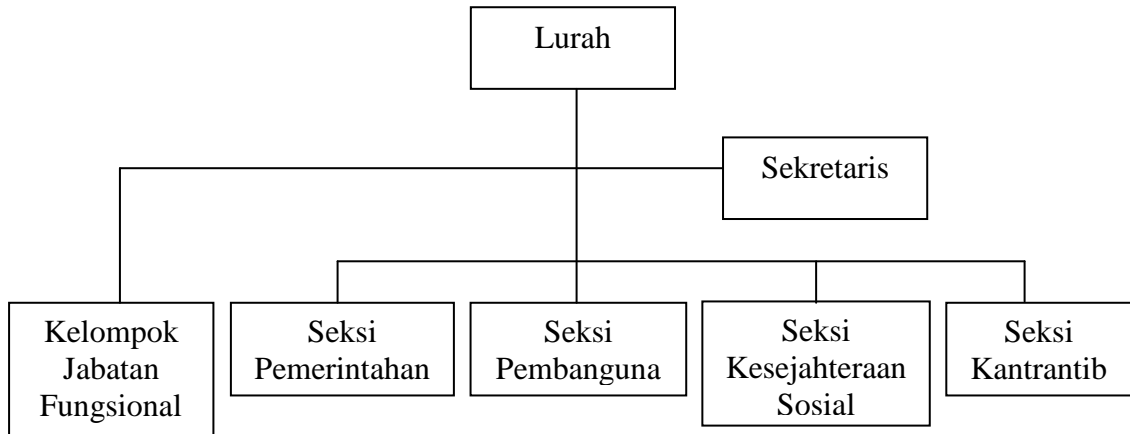 Lurah
Sekretaris
Kelompok
Jabatan
Fungsional
Seksi
Pemerintahan
Seksi
Pembanguna
Seksi
Kesejahteraan
Sosial
Seksi
Kantrantib